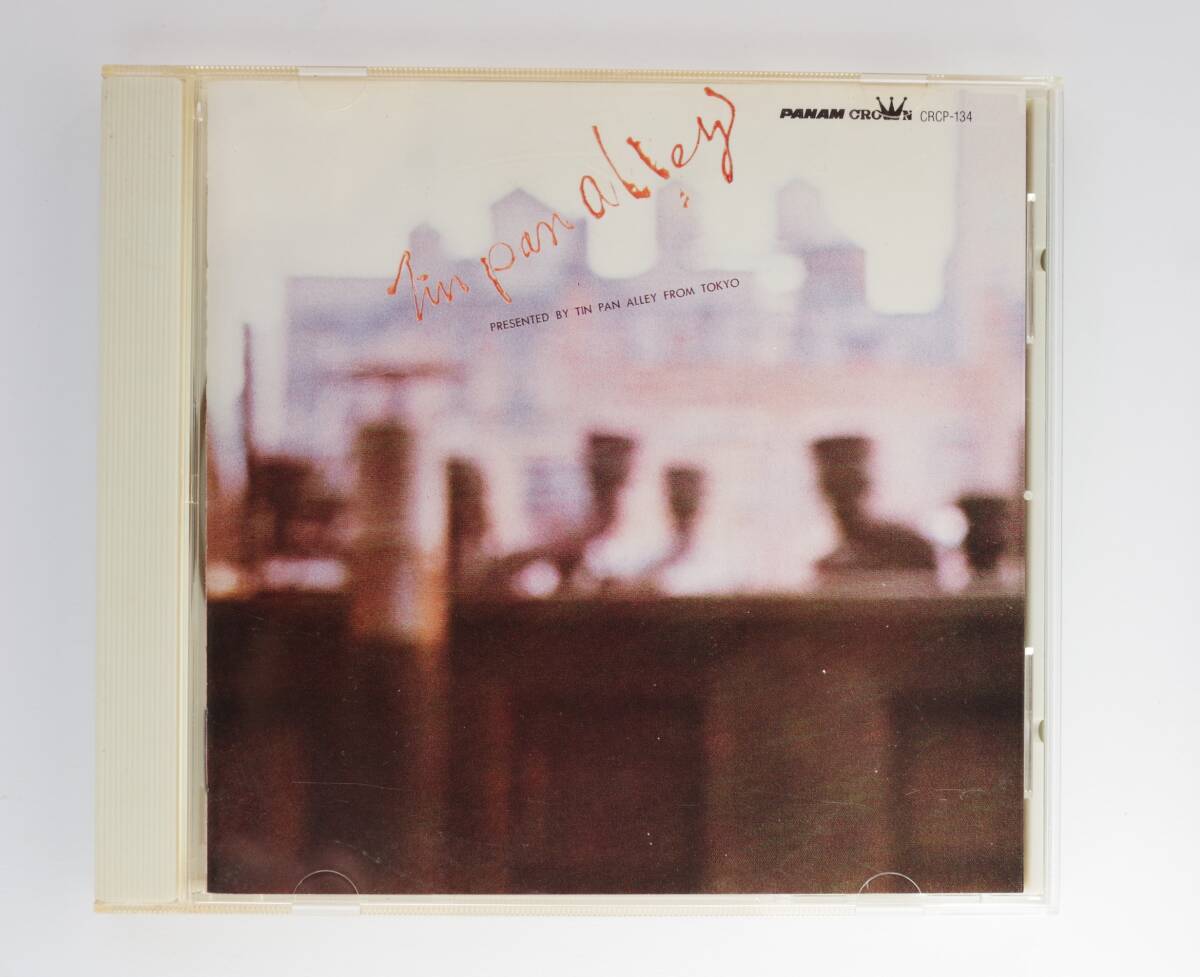 PANAM CROWN CRCP-134
Tin pan alley
PRESENTED BY TIN PAN ALLEY FROM TOKYO